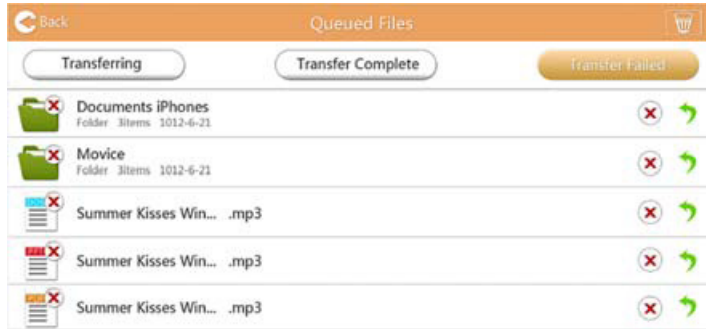 Back Queued Files
Transferring Transfer Complete Transfer Failed
Documents iPhones
Folder 3items 1012-6-21
Movice
Folder 3items 1012-6-21
Summer Kisses Win... .mp3
Summer Kisses Win... .mp3
Summer Kisses Win... .mp3